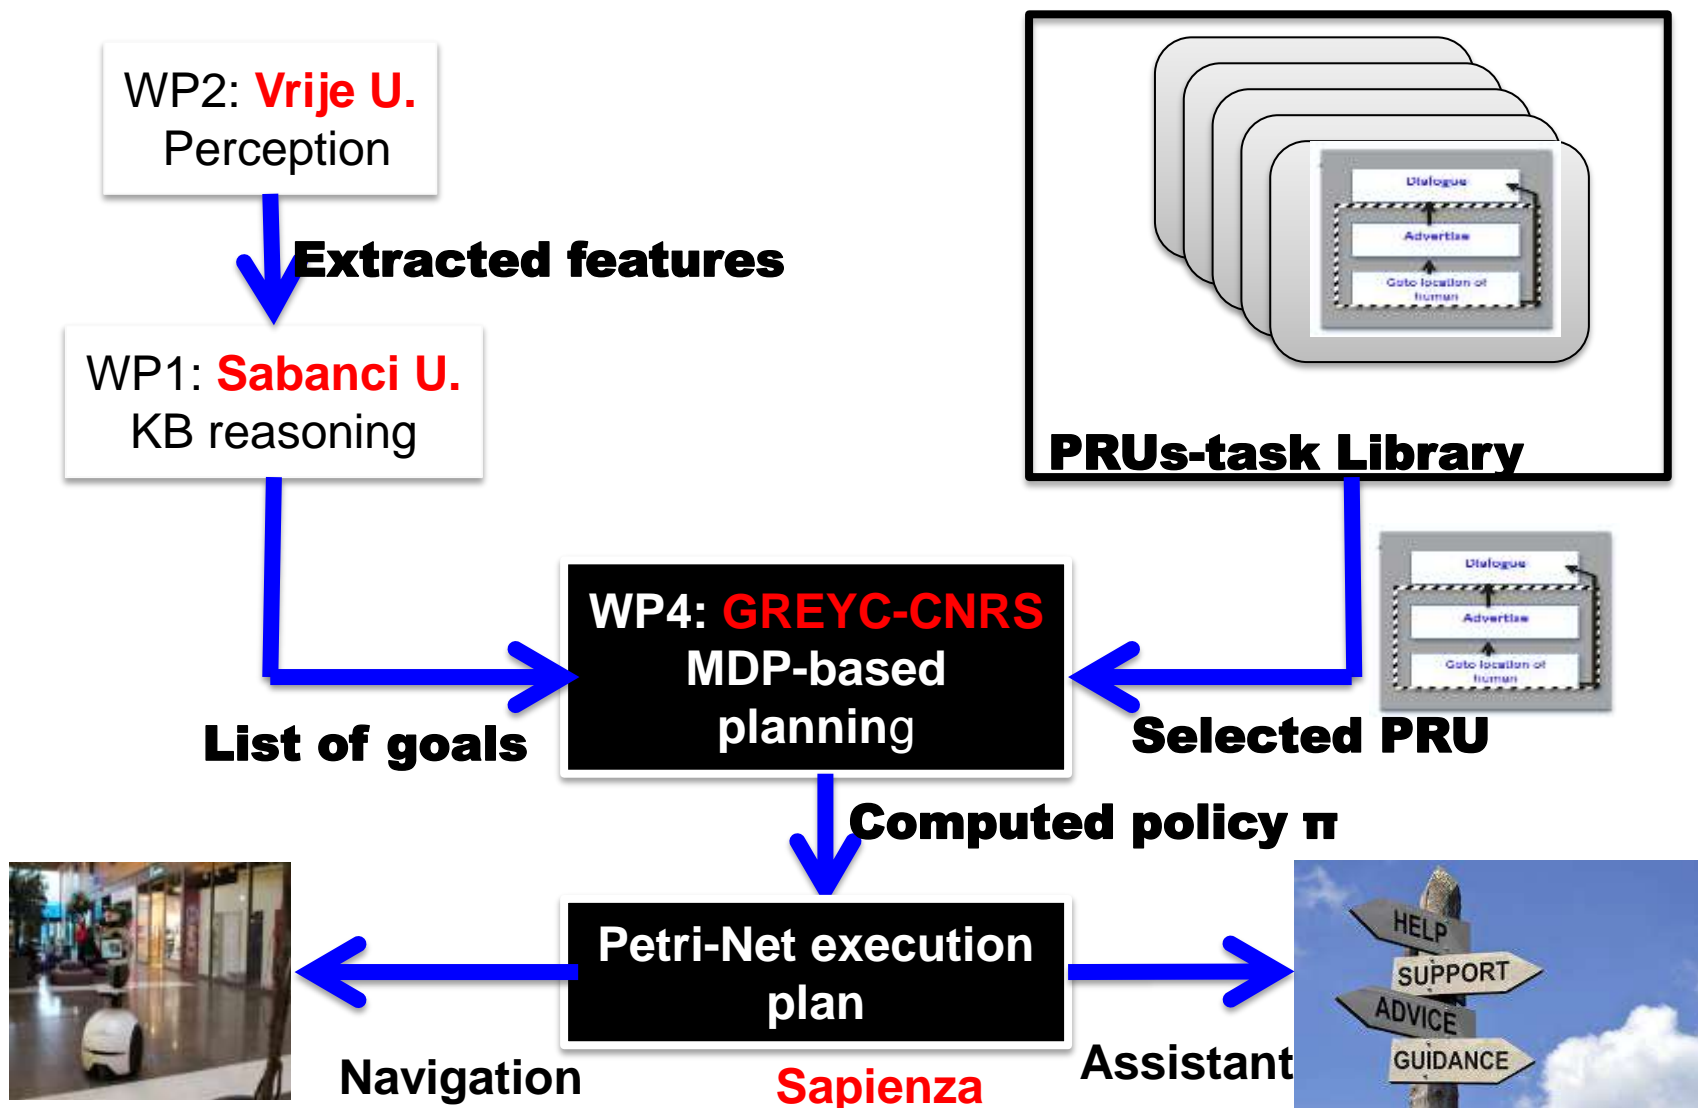 WP2: Vrije U.
Perception
Extracted features
WP1: Sabanci U.
KB reasoning
Dialogue
Advertise
Goto location of
human
PRUs-task Library
Dialogue
Advertise
Goto location of
human
WP4: GREYC-CNRS
MDP-based
planning
List of goals
Selected PRU
Computed policy π
Petri-Net execution
plan
Navigation
Sapienza
Assistant
HELP
SUPPORT
ADVICE
GUIDANCE